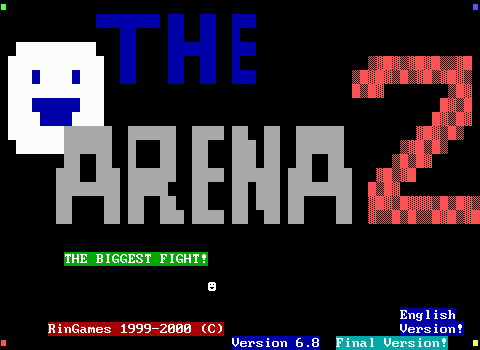 THE
ARENA 2
THE BIGGEST FIGHT!
RinGames 1999-2000 (C)
English
Version!
Version 6.8
Final Version!